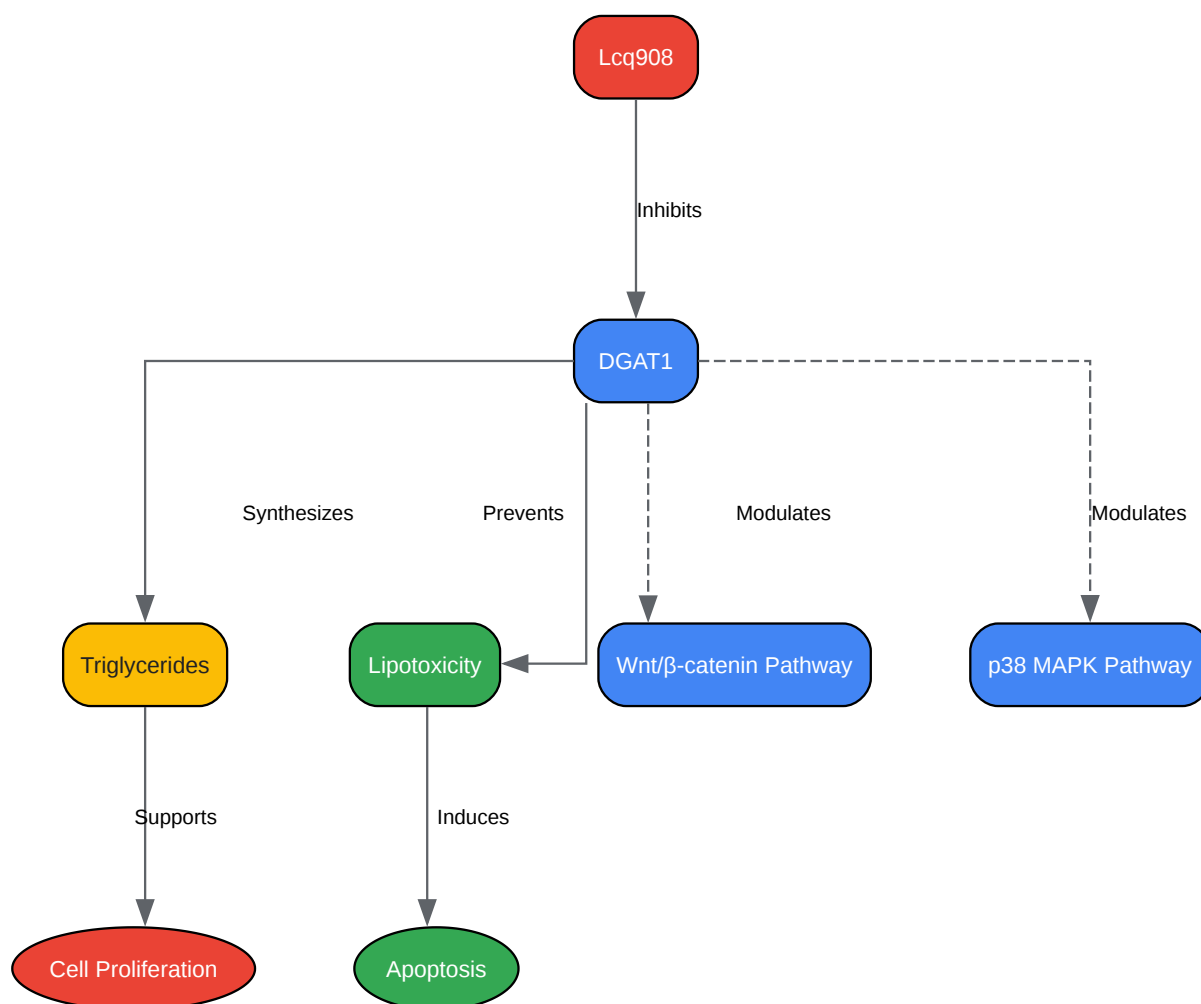 Lcq908
Inhibits
DGAT1
Synthesizes
Prevents
Modulates
Modulates
Triglycerides
Lipotoxicity
Wnt/β-catenin Pathway
p38 MAPK Pathway
Supports
Induces
Cell Proliferation
Apoptosis